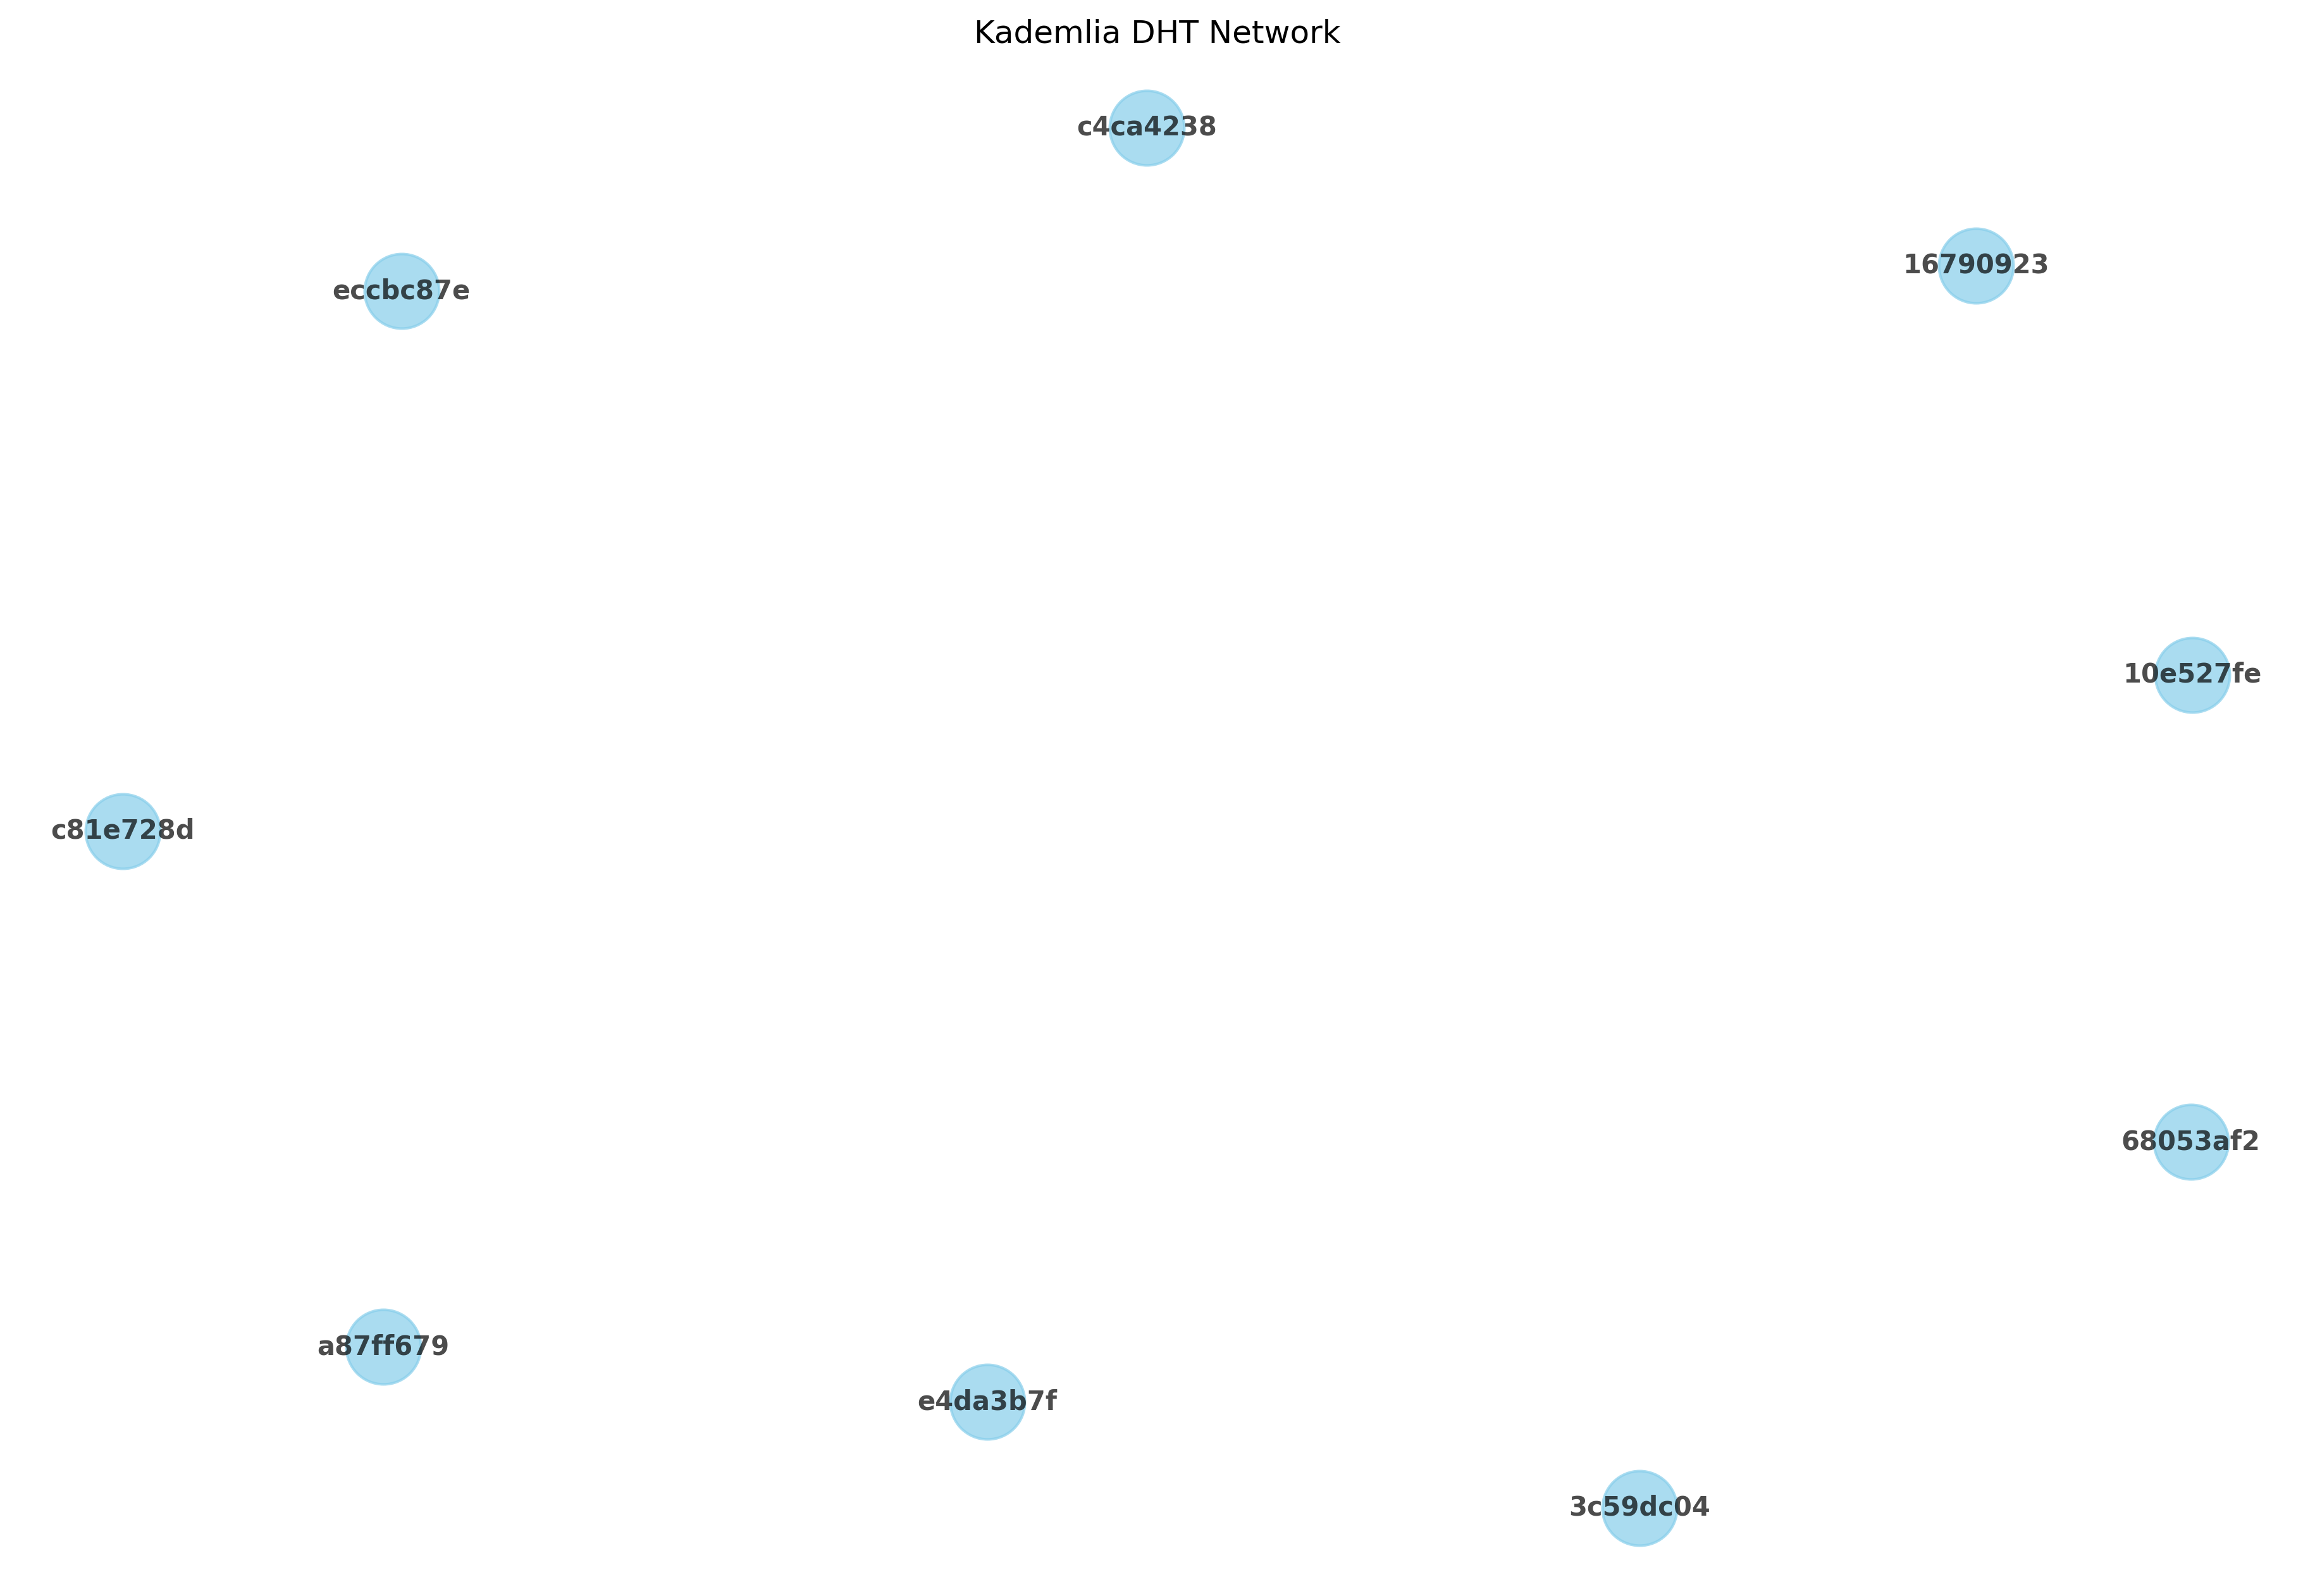 Kademlia DHT Network
c4ca4238
16790923
eccbc87e
10e527fe
c81e728d
68053af2
a87ff679
e4da3b7f
3c59dc04